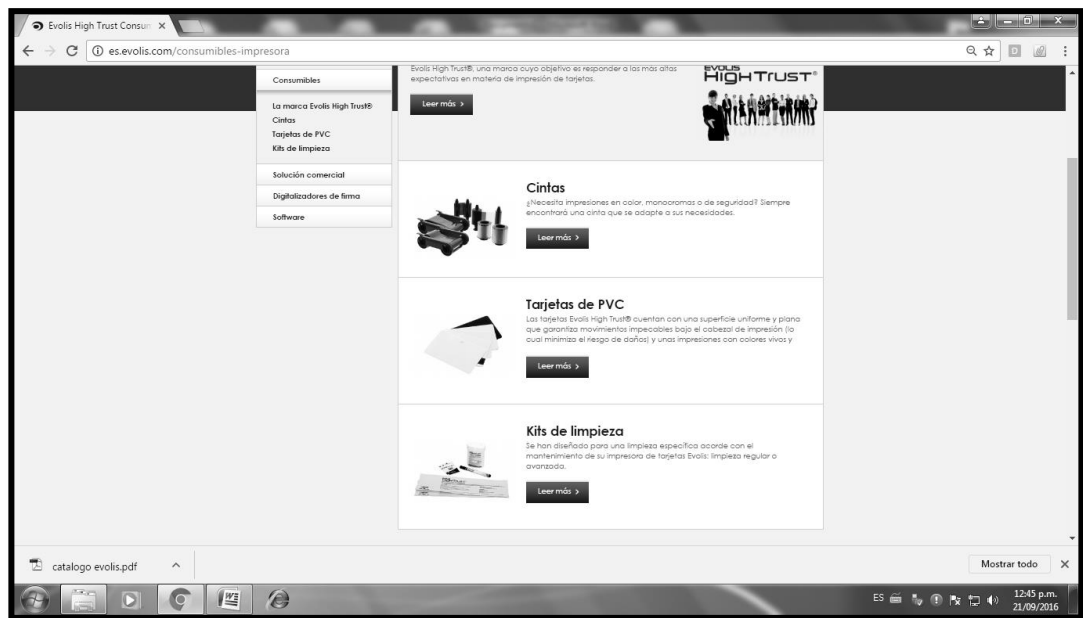 Evolis High Trust Consum
es.evolis.com/consumibles-impresora
Consumibles
La marca Evolis High Trust®
Cintas
Tarjetas de PVC
Kits de limpieza
Solución comercial
Digitalizadores de firma
Software
Evolis High Trust®, una marca cuyo objetivo es responder a las más altas
expectativas en materia de impresión de tarjetas.
Leer más >
EVOLIS
HIGHTRUST®
Cintas
¿Necesita impresiones en color, monocromas o de seguridad? Siempre
encontrará una cinta que se adapte a sus necesidades.
Leer más >
Tarjetas de PVC
Las tarjetas Evolis High Trust® cuentan con una superficie uniforme y plana
que garantiza movimientos impecables bajo el cabezal de impresión (lo
cual minimiza el riesgo de daños) y unas impresiones con colores vivos y
Leer más >
Kits de limpieza
Se han diseñado para una limpieza específica acorde con el
mantenimiento de su impresora de tarjetas Evolis: limpieza regular o
avanzada.
Leer más >
catalogo evolis.pdf
Mostrar todo
ES
12:45 p.m.
21/09/2016